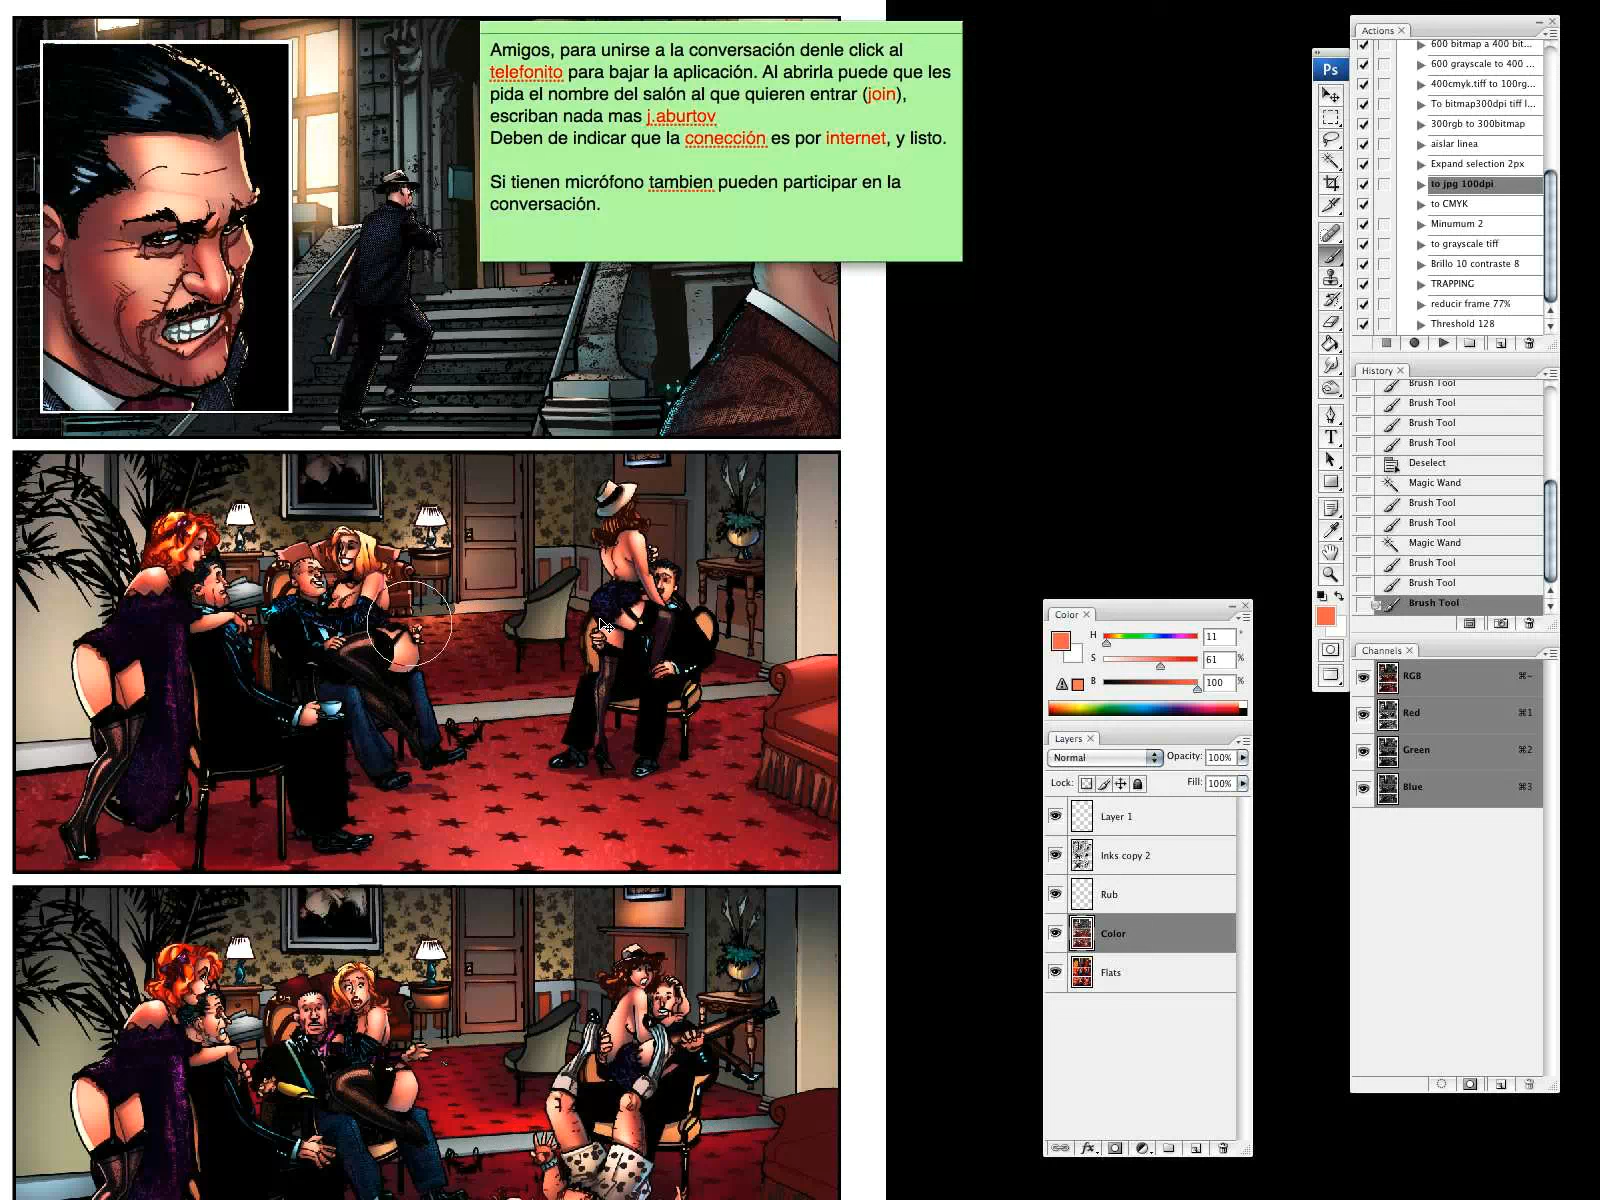 Amigos, para unirse a la conversación denle click al
telefonito para bajar la aplicación. Al abrirla puede que les
pida el nombre del salón al que quieren entrar (join),
escriban nada mas j.aburtov
Deben de indicar que la conección es por internet, y listo.
Si tienen micrófono tambien pueden participar en la
conversación.
Actions
600 bitmap a 400 bit...
600 grayscale to 400 ...
400cmyk.tiff to 100rg...
To bitmap300dpi tiff l...
300rgb to 300bitmap
aislar linea
Expand selection 2px
to jpg 100dpi
to CMYK
Minumum 2
to grayscale tiff
Brillo 10 contraste 8
TRAPPING
reducir frame 77%
Threshold 128
Ps
T
History
Brush Tool
Brush Tool
Brush Tool
Brush Tool
Deselect
Magic Wand
Brush Tool
Brush Tool
Magic Wand
Brush Tool
Brush Tool
Brush Tool
Channels
RGB ⌘~
Red ⌘1
Green ⌘2
Blue ⌘3
Color
H 11 °
S 61 %
B 100 %
Layers
Normal Opacity: 100%
Lock: Fill: 100%
Layer 1
Inks copy 2
Rub
Color
Flats
fx